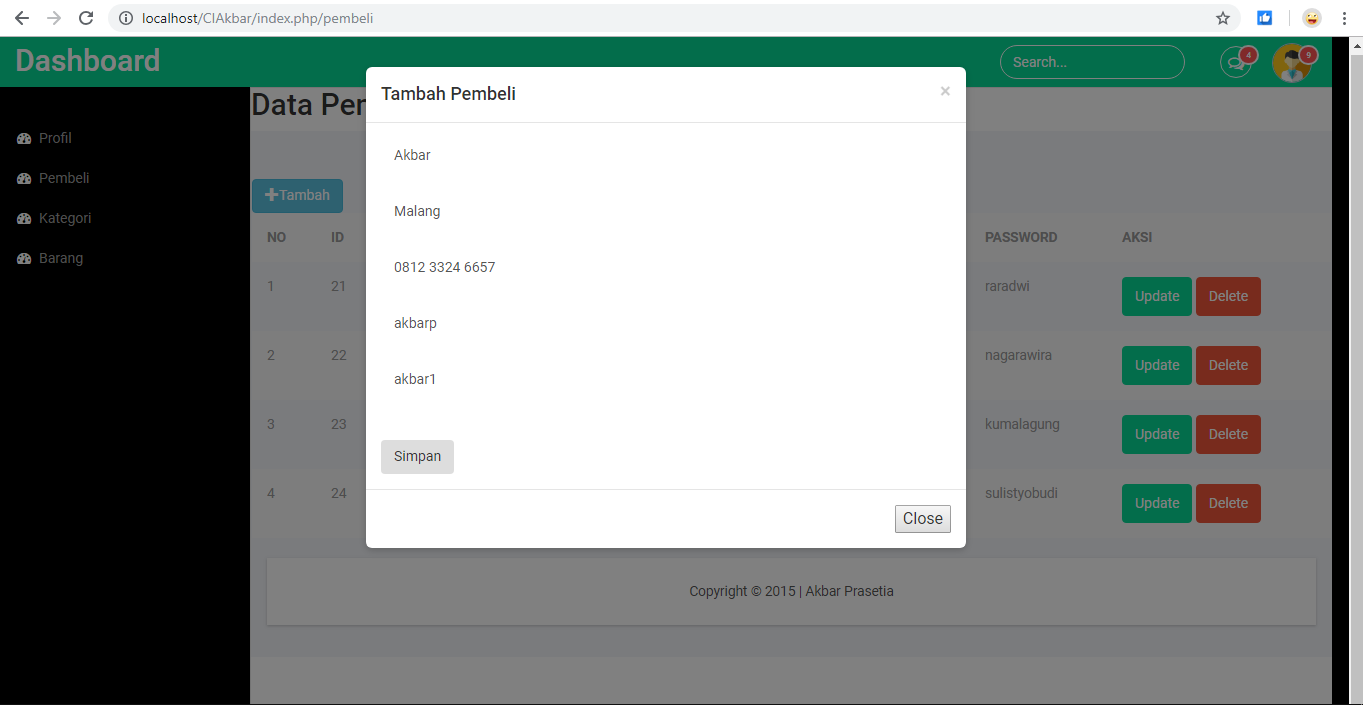 localhost/CIAkbar/index.php/pembeli
Dashboard
Search...
4
9
Tambah Pembeli
×
Data Pen
Profil
Pembeli
Kategori
Barang
Tambah
Akbar
Malang
0812 3324 6657
akbarp
akbar1
Simpan
Close
NO ID PASSWORD AKSI
1 21 raradwi Update Delete
2 22 nagarawira Update Delete
3 23 kumalagung Update Delete
4 24 sulistyobudi Update Delete
Copyright © 2015 | Akbar Prasetia